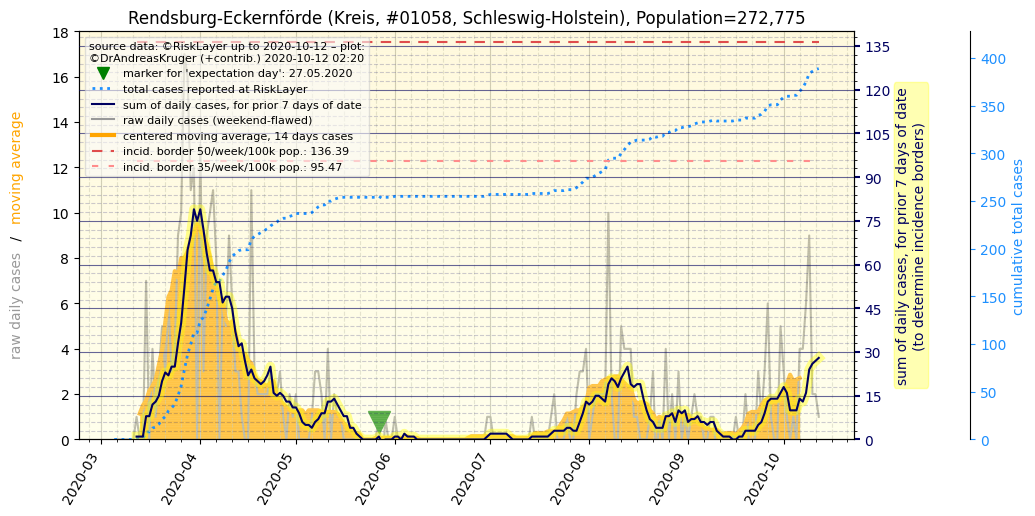 Rendsburg-Eckernförde (Kreis, #01058, Schleswig-Holstein), Population=272,775
source data: ©RiskLayer up to 2020-10-12 – plot:
©DrAndreasKruger (+contrib.) 2020-10-12 02:20
marker for 'expectation day': 27.05.2020
total cases reported at RiskLayer
sum of daily cases, for prior 7 days of date
raw daily cases (weekend-flawed)
centered moving average, 14 days cases
incid. border 50/week/100k pop.: 136.39
incid. border 35/week/100k pop.: 95.47
raw daily cases / moving average
18
16
14
12
10
8
6
4
2
0
2020-03
2020-04
2020-05
2020-06
2020-07
2020-08
2020-09
2020-10
135
120
105
90
75
60
45
30
15
0
sum of daily cases, for prior 7 days of date
(to determine incidence borders)
400
350
300
250
200
150
100
50
0
cumulative total cases